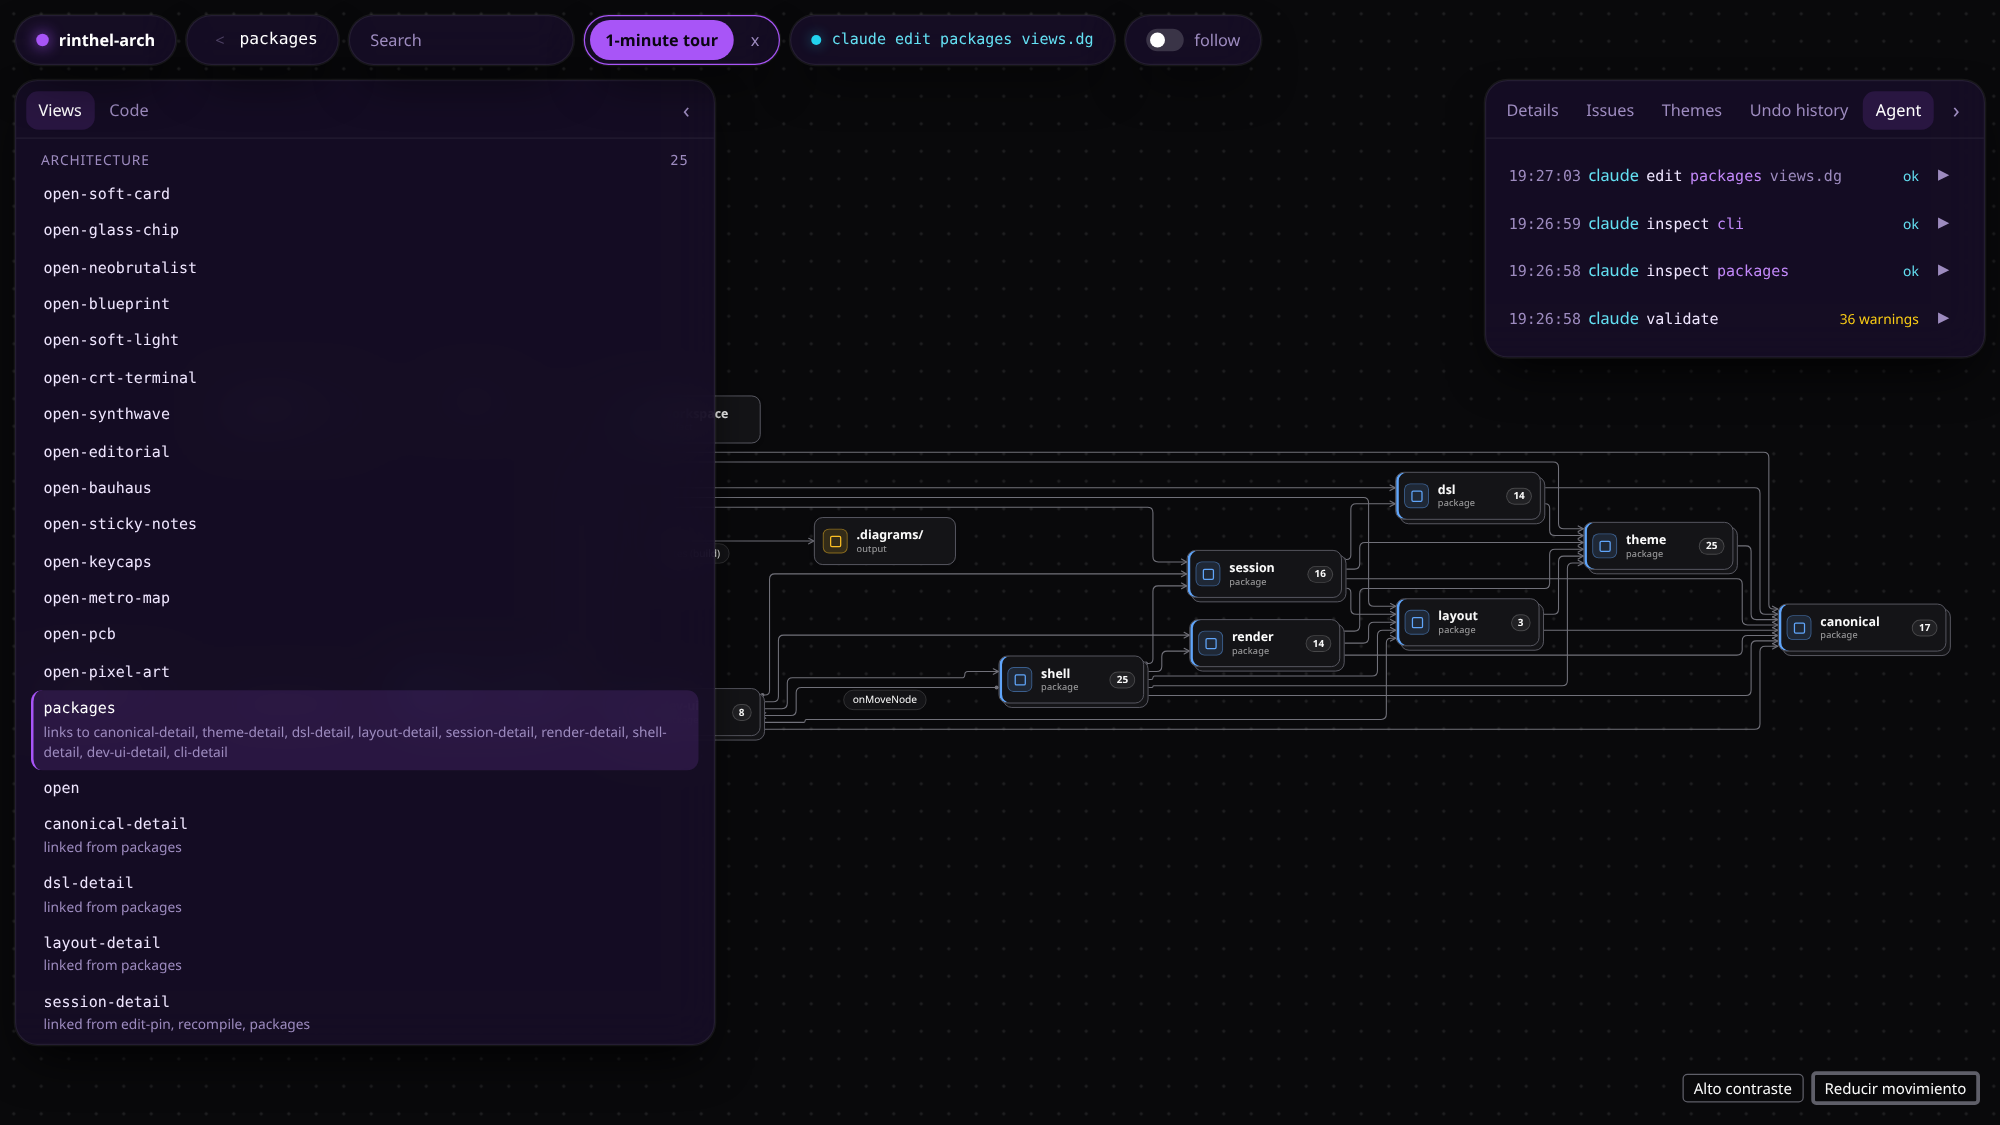 rinthel-arch
< packages
Search
1-minute tour x
claude edit packages views.dg
follow
Views Code ‹
ARCHITECTURE 25
open-soft-card
open-glass-chip
open-neobrutalist
open-blueprint
open-soft-light
open-crt-terminal
open-synthwave
open-editorial
open-bauhaus
open-sticky-notes
open-keycaps
open-metro-map
open-pcb
open-pixel-art
packages
links to canonical-detail, theme-detail, dsl-detail, layout-detail, session-detail, render-detail, shell-
detail, dev-ui-detail, cli-detail
open
canonical-detail
linked from packages
dsl-detail
linked from packages
layout-detail
linked from packages
session-detail
linked from edit-pin, recompile, packages
Details Issues Themes Undo history Agent ›
19:27:03 claude edit packages views.dg ok
19:26:59 claude inspect cli ok
19:26:58 claude inspect packages ok
19:26:58 claude validate 36 warnings
.diagrams/
output
8
onMoveNode
shell
package
25
session
package
16
render
package
14
dsl
package
14
layout
package
3
theme
package
25
canonical
package
17
Alto contraste
Reducir movimiento